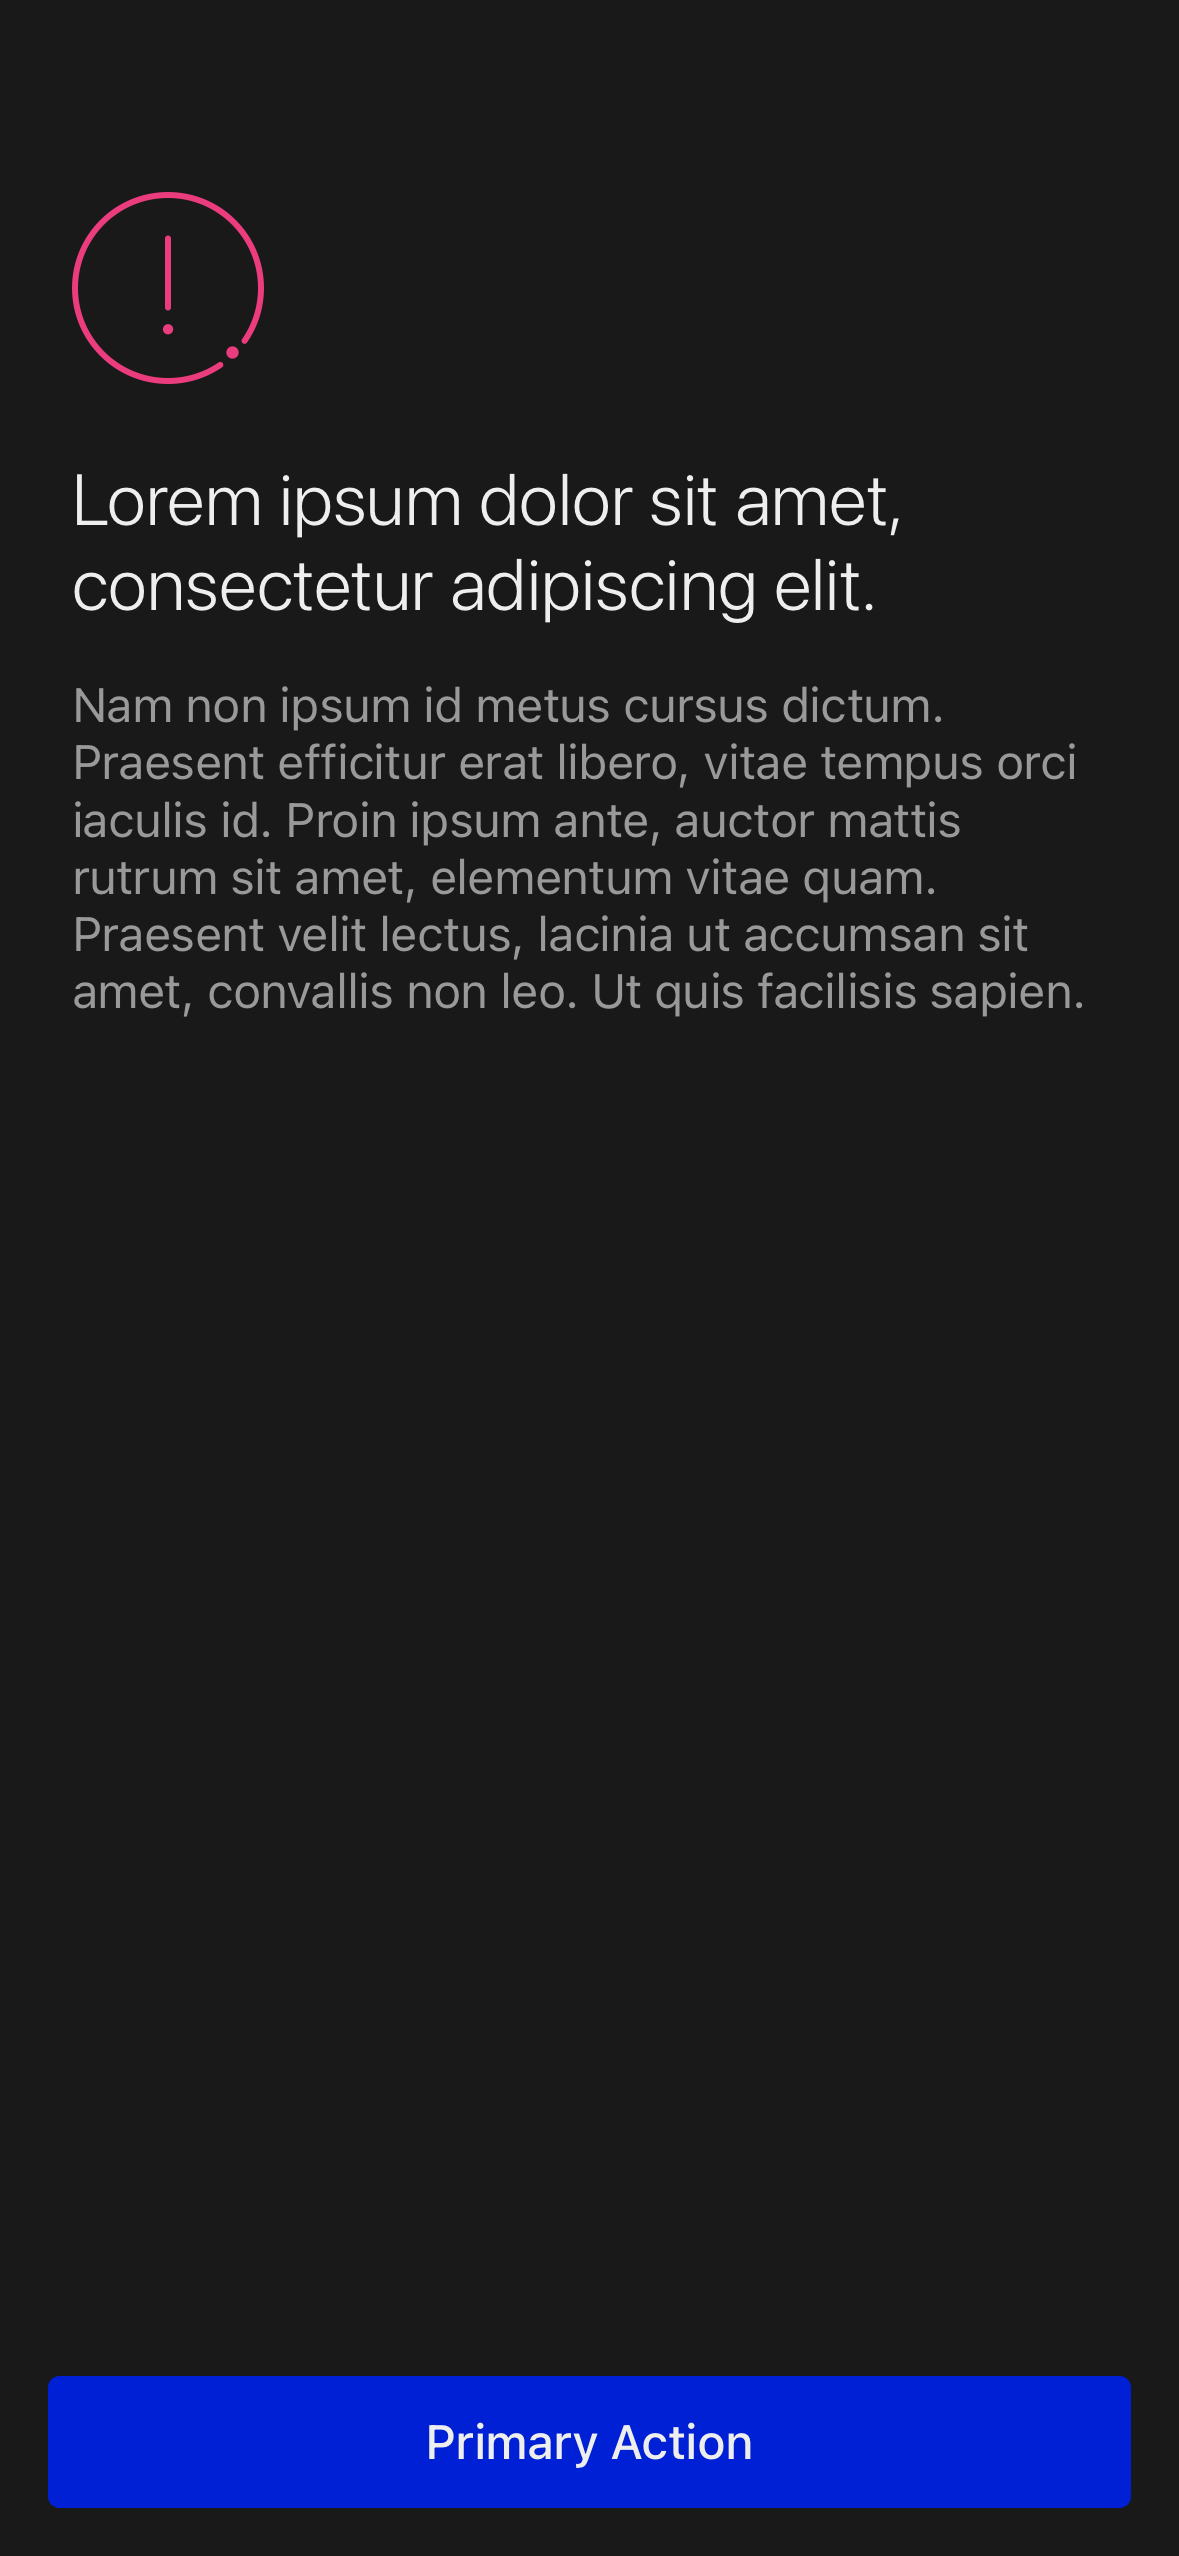 Lorem ipsum dolor sit amet,
consectetur adipiscing elit.
Nam non ipsum id metus cursus dictum.
Praesent efficitur erat libero, vitae tempus orci
iaculis id. Proin ipsum ante, auctor mattis
rutrum sit amet, elementum vitae quam.
Praesent velit lectus, lacinia ut accumsan sit
amet, convallis non leo. Ut quis facilisis sapien.
Primary Action